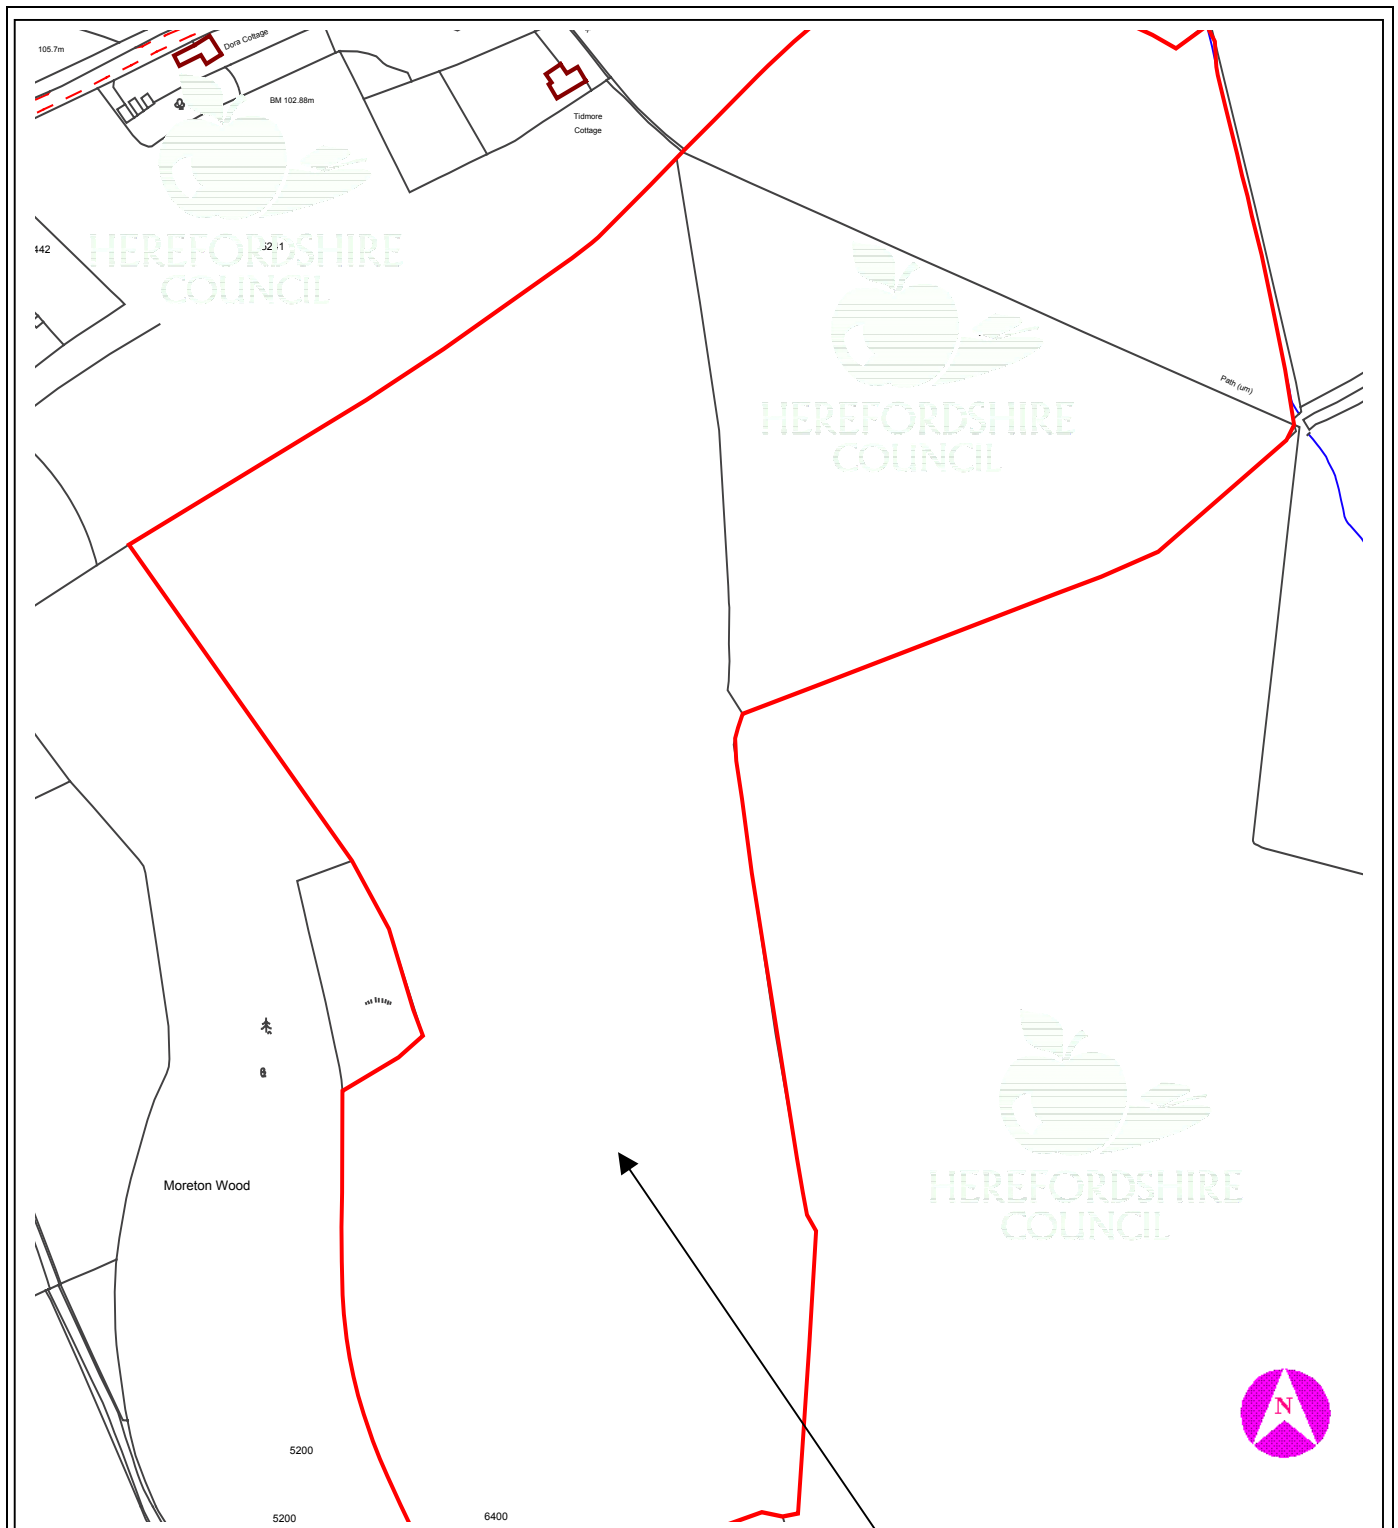 105.7m
Dora Cottage
BM 102.88m
Tidmore
Cottage
HEREFORDSHIRE
COUNCIL
442
HEREFORDSHIRE
COUNCIL
Path (um)
Moreton Wood
HEREFORDSHIRE
COUNCIL
N
5200
5200
6400